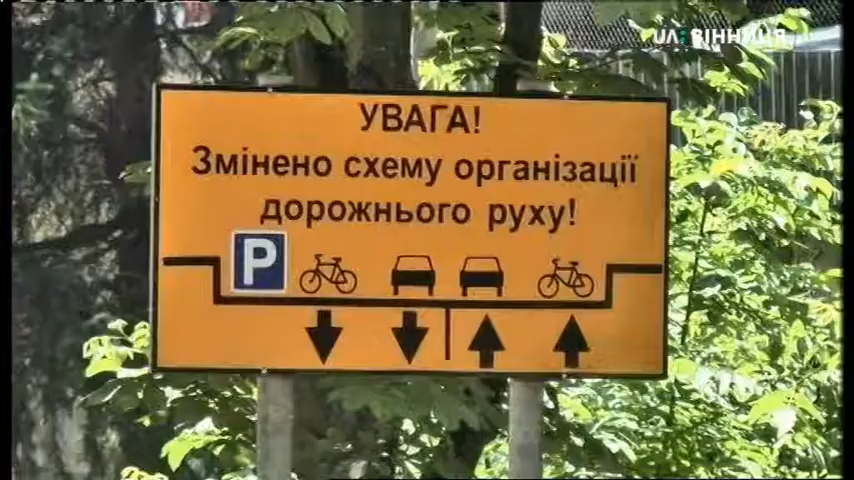 UA: ВІННИЦЯ
УВАГА!
Змінено схему організації
дорожнього руху!
P